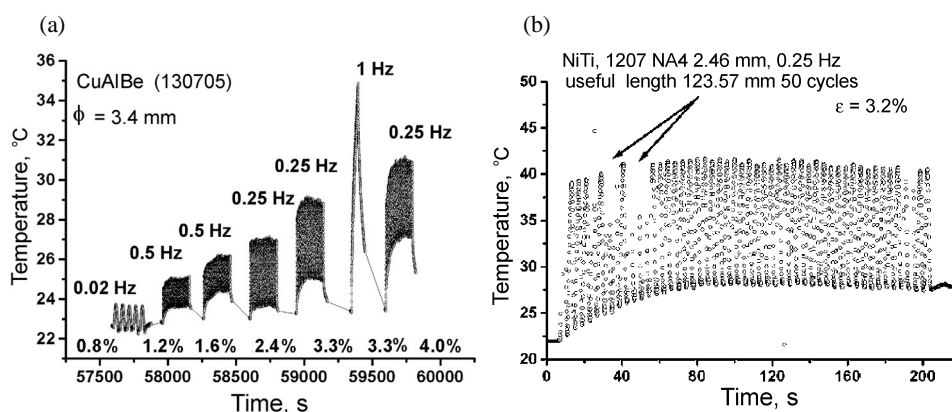 (a)
36
34
32
30
28
26
24
22
Temperature, °C
CuAlBe (130705)
ϕ = 3.4 mm
0.02 Hz
0.5 Hz
0.5 Hz
0.25 Hz
0.25 Hz
1 Hz
0.25 Hz
0.8% 1.2% 1.6% 2.4% 3.3% 3.3% 4.0%
57500 58000 58500 59000 59500 60000
Time, s
(b)
NiTi, 1207 NA4 2.46 mm, 0.25 Hz
useful length 123.57 mm 50 cycles
ε = 3.2%
50
45
40
35
30
25
20
Temperature, °C
0 40 80 120 160 200
Time, s